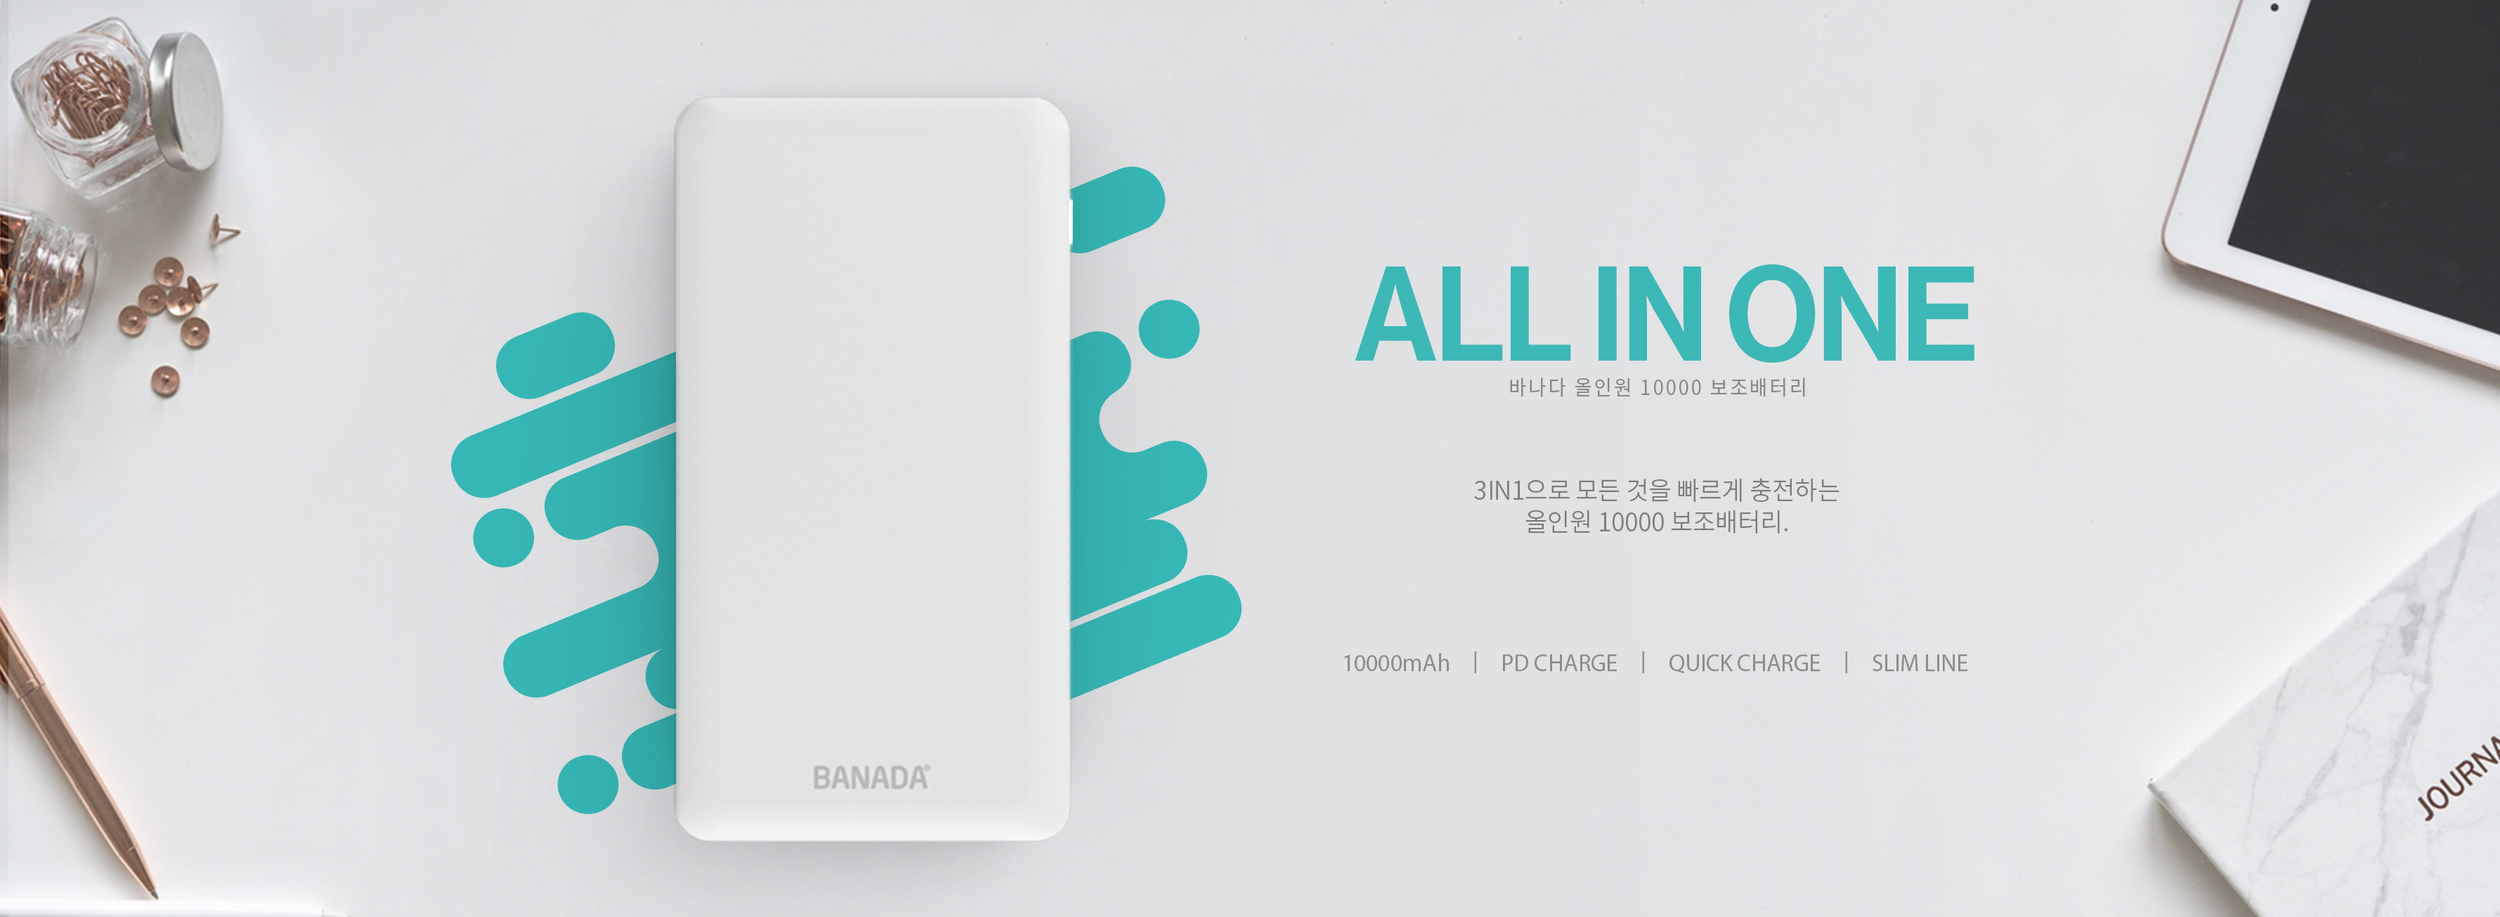 ALL IN ONE
바나다 올인원 10000 보조배터리
3IN1으로 모든 것을 빠르게 충전하는
올인원 10000 보조배터리.
10000mAh | PD CHARGE | QUICK CHARGE | SLIM LINE
BANADA®
JOURNA